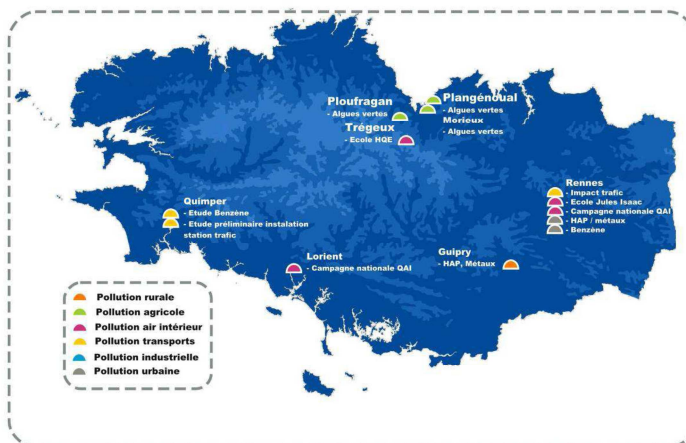 Ploufragan
- Algues vertes
Plangénoual
- Algues vertes
Morieux
- Algues vertes
Trégeux
- Ecole HQE
Quimper
- Etude Benzène
- Etude préliminaire instalation
station trafic
Lorient
- Campagne nationale QAI
Guipry
- HAP, Métaux
Rennes
- Impact trafic
- Ecole Jules Isaac
- Campagne nationale QAI
- HAP / métaux
- Benzène
Pollution rurale
Pollution agricole
Pollution air intérieur
Pollution transports
Pollution industrielle
Pollution urbaine